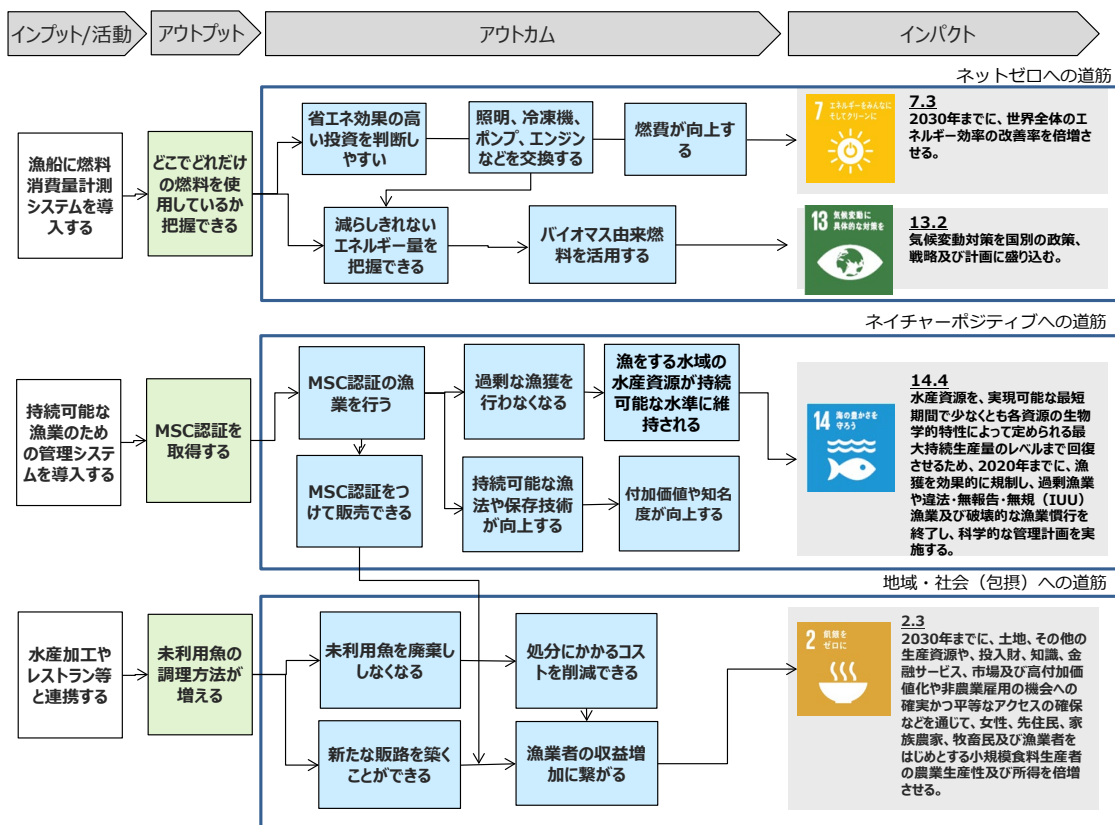 インプット/活動
アウトプット
アウトカム
インパクト
ネットゼロへの道筋
漁船に燃料
消費量計測
システムを導
入する
どこでどれだけ
の燃料を使
用しているか
把握できる
省エネ効果の高
い投資を判断し
やすい
照明、冷凍機、
ポンプ、エンジン
などを交換する
燃費が向上す
る
減らしきれない
エネルギー量を
把握できる
バイオマス由来燃
料を活用する
7 エネルギーをみんなに
そしてクリーンに
7.3
2030年までに、世界全体のエ
ネルギー効率の改善率を倍増さ
せる。
13 気候変動に
具体的な対策を
13.2
気候変動対策を国別の政策、
戦略及び計画に盛り込む。
ネイチャーポジティブへの道筋
持続可能な
漁業のため
の管理システ
ムを導入する
MSC認証を
取得する
MSC認証の漁
業を行う
過剰な漁獲を
行わなくなる
漁をする水域の
水産資源が持続
可能な水準に維
持される
MSC認証をつ
けて販売できる
持続可能な漁
法や保存技術
が向上する
付加価値や知名
度が向上する
14 海の豊かさを
守ろう
14.4
水産資源を、実現可能な最短
期間で少なくとも各資源の生物
学的特性によって定められる最
大持続生産量のレベルまで回復
させるため、2020年までに、漁
獲を効果的に規制し、過剰漁業
や違法・無報告・無規（IUU）
漁業及び破壊的な漁業慣行を
終了し、科学的な管理計画を実
施する。
地域・社会（包摂）への道筋
水産加工や
レストラン等
と連携する
未利用魚の
調理方法が
増える
未利用魚を廃棄し
しなくなる
処分にかかるコス
トを削減できる
新たな販路を築く
ことができる
漁業者の収益増
加に繋がる
2 飢餓を
ゼロに
2.3
2030年までに、土地、その他の
生産資源や、投入財、知識、金
融サービス、市場及び高付加価
値化や非農業雇用の機会への
確実かつ平等なアクセスの確保
などを通じて、女性、先住民、家
族農家、牧畜民及び漁業者を
はじめとする小規模食料生産者
の農業生産性及び所得を倍増
させる。